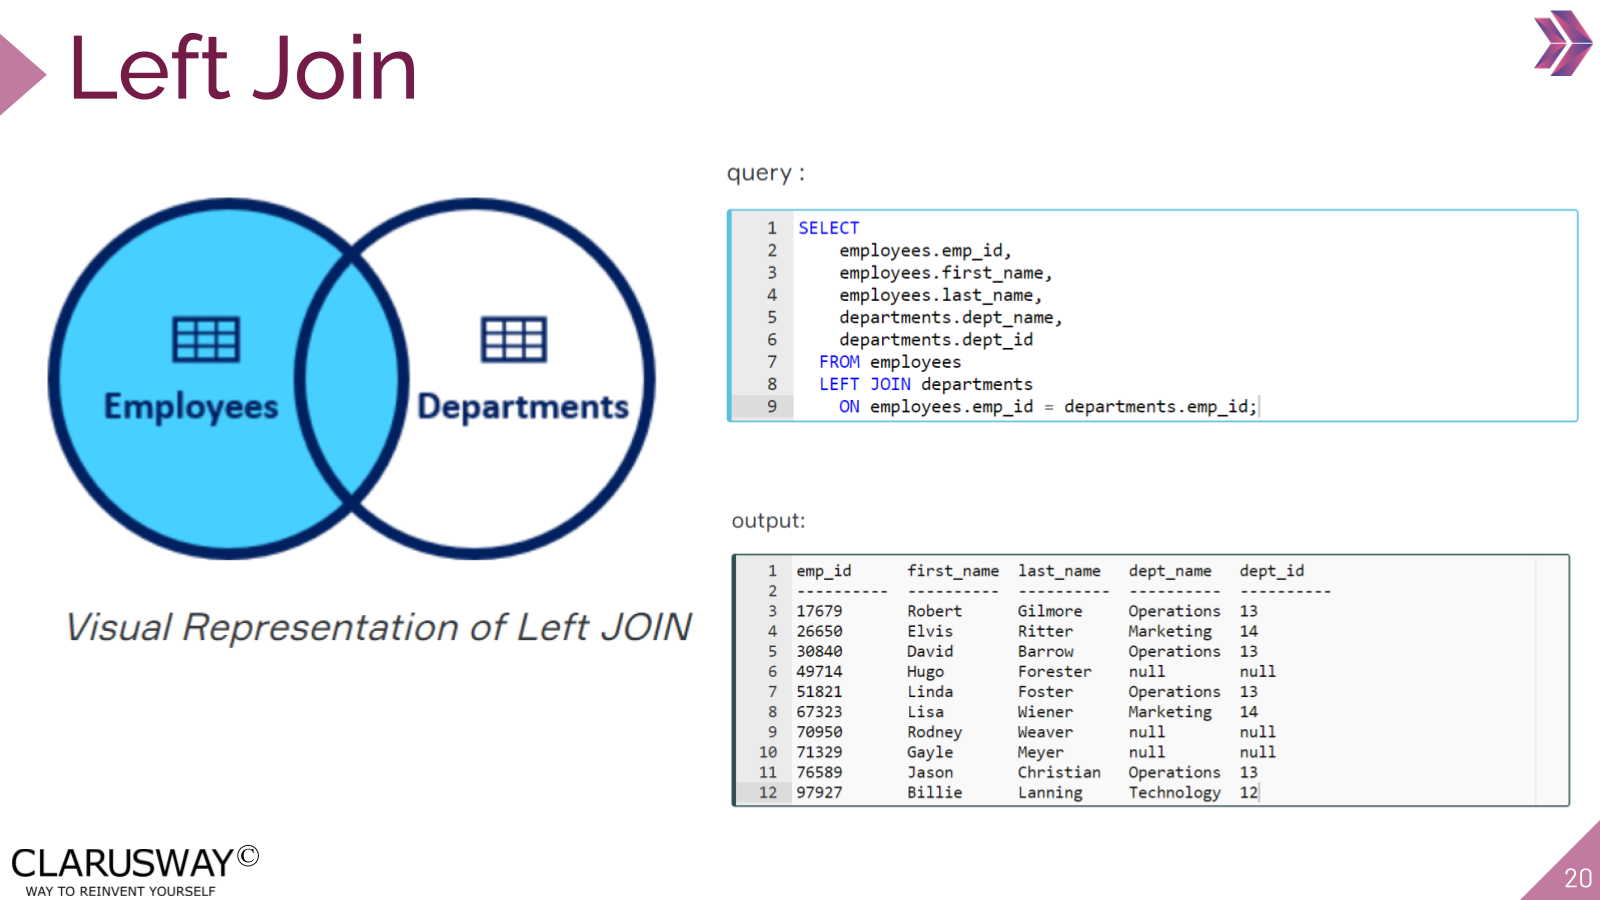 Left Join
Employees
Departments
Visual Representation of Left JOIN
query :
1 SELECT
2 employees.emp_id,
3 employees.first_name,
4 employees.last_name,
5 departments.dept_name,
6 departments.dept_id
7 FROM employees
8 LEFT JOIN departments
9 ON employees.emp_id = departments.emp_id;
output:
1 emp_id first_name last_name dept_name dept_id
2 ---------- ---------- ---------- ---------- ----------
3 17679 Robert Gilmore Operations 13
4 26650 Elvis Ritter Marketing 14
5 30840 David Barrow Operations 13
6 49714 Hugo Forester null null
7 51821 Linda Foster Operations 13
8 67323 Lisa Wiener Marketing 14
9 70950 Rodney Weaver null null
10 71329 Gayle Meyer null null
11 76589 Jason Christian Operations 13
12 97927 Billie Lanning Technology 12
CLARUSWAY©
WAY TO REINVENT YOURSELF
20